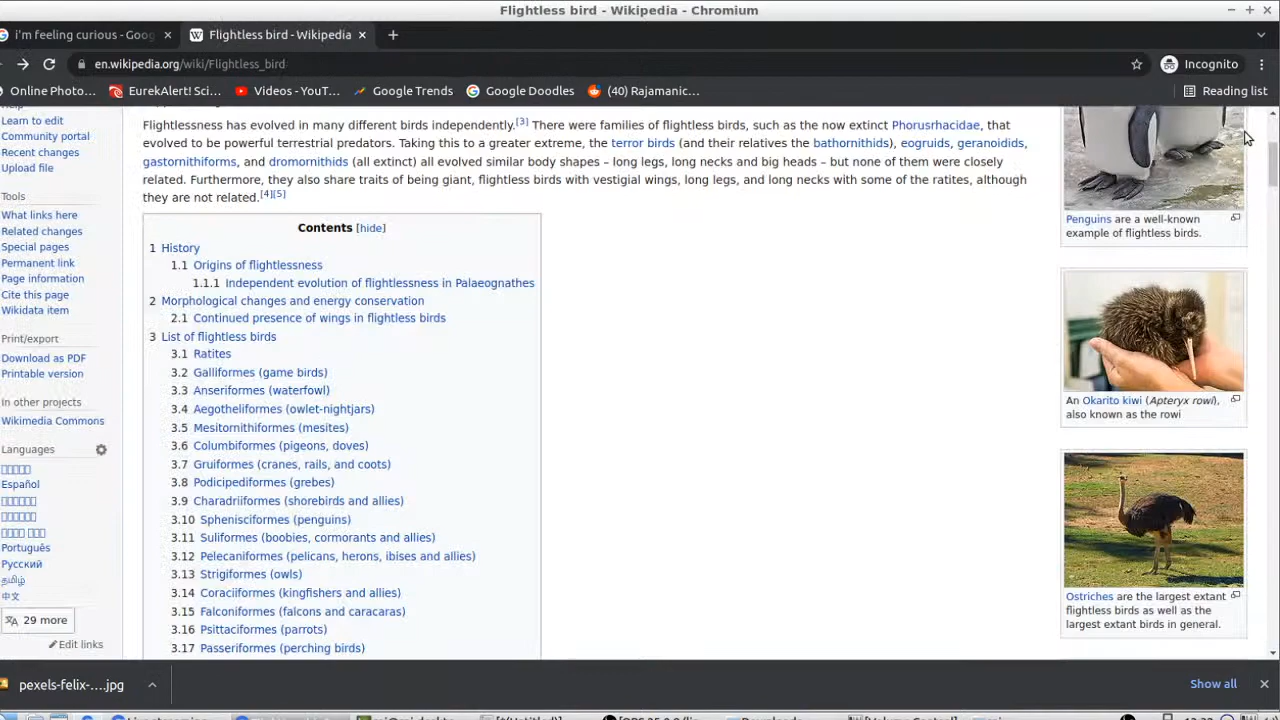 Flightless bird - Wikipedia - Chromium
i'm feeling curious - Goog
Flightless bird - Wikipedia
en.wikipedia.org/wiki/Flightless_bird
Incognito
Online Photo...
EurekAlert! Sci...
Videos - YouT...
Google Trends
Google Doodles
(40) Rajamanic...
Reading list
Learn to edit
Community portal
Recent changes
Upload file
Tools
What links here
Related changes
Special pages
Permanent link
Page information
Cite this page
Wikidata item
Print/export
Download as PDF
Printable version
In other projects
Wikimedia Commons
Languages
Español
Português
Русский
தமிழ்
中文
29 more
Edit links
Flightlessness has evolved in many different birds independently.[3] There were families of flightless birds, such as the now extinct Phorusrhacidae, that
evolved to be powerful terrestrial predators. Taking this to a greater extreme, the terror birds (and their relatives the bathornithids), eogruids, geranoidids,
gastornithiforms, and dromornithids (all extinct) all evolved similar body shapes – long legs, long necks and big heads – but none of them were closely
related. Furthermore, they also share traits of being giant, flightless birds with vestigial wings, long legs, and long necks with some of the ratites, although
they are not related.[4][5]
Contents [hide]
1 History
1.1 Origins of flightlessness
1.1.1 Independent evolution of flightlessness in Palaeognathes
2 Morphological changes and energy conservation
2.1 Continued presence of wings in flightless birds
3 List of flightless birds
3.1 Ratites
3.2 Galliformes (game birds)
3.3 Anseriformes (waterfowl)
3.4 Aegotheliformes (owlet-nightjars)
3.5 Mesitornithiformes (mesites)
3.6 Columbiformes (pigeons, doves)
3.7 Gruiformes (cranes, rails, and coots)
3.8 Podicipediformes (grebes)
3.9 Charadriiformes (shorebirds and allies)
3.10 Sphenisciformes (penguins)
3.11 Suliformes (boobies, cormorants and allies)
3.12 Pelecaniformes (pelicans, herons, ibises and allies)
3.13 Strigiformes (owls)
3.14 Coraciiformes (kingfishers and allies)
3.15 Falconiformes (falcons and caracaras)
3.16 Psittaciformes (parrots)
3.17 Passeriformes (perching birds)
Penguins are a well-known
example of flightless birds.
An Okarito kiwi (Apteryx rowi),
also known as the rowi
Ostriches are the largest extant
flightless birds as well as the
largest extant birds in general.
pexels-felix-....jpg
Show all